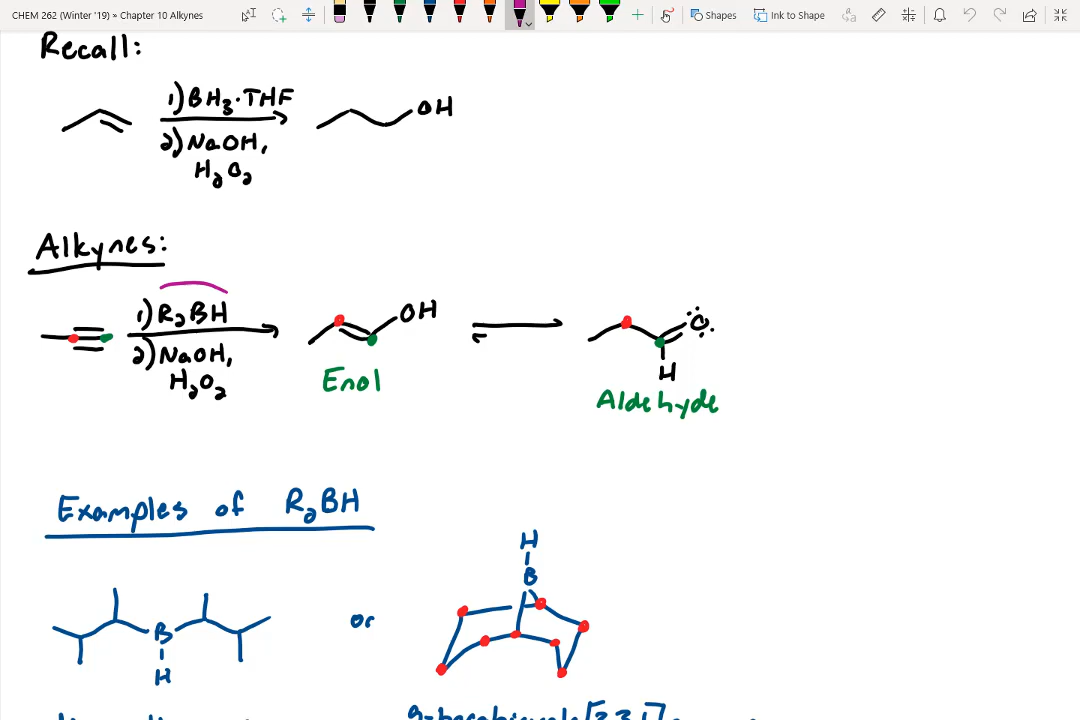 CHEM 262 (Winter '19) » Chapter 10 Alkynes
Shapes
Ink to Shape
Recall:
1) BH₃·THF
2) NaOH,
H₂O₂
OH
Alkynes:
1) R₂BH
2) NaOH,
H₂O₂
OH
Enol
O
H
Aldehyde
Examples of R₂BH
B
H
or
H
B